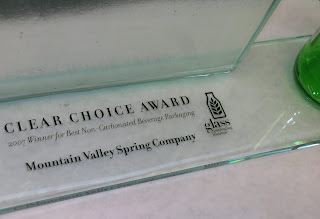 CLEAR CHOICE AWARD
2007 Winner for Best Non-Carbonated Beverage Packaging
Mountain Valley Spring Company
glass